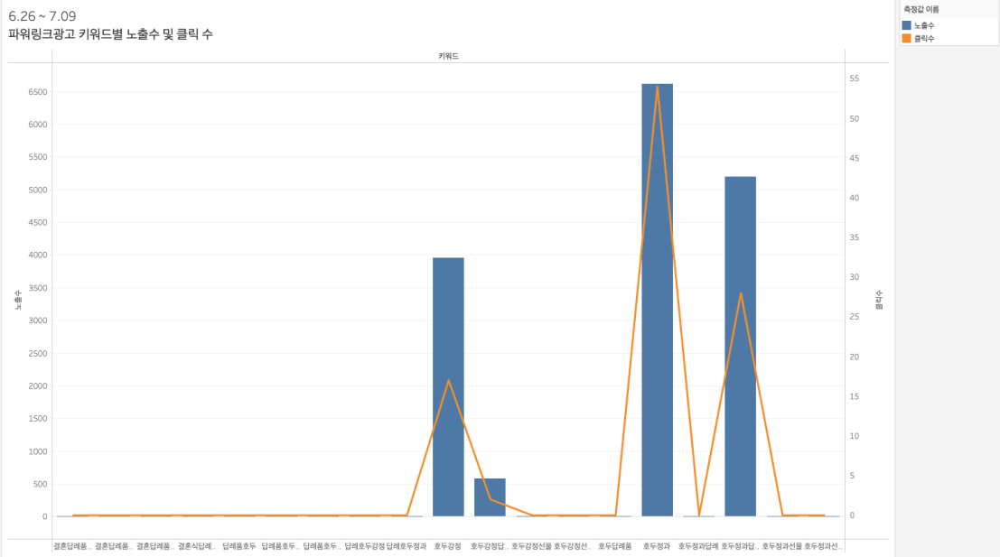 6.26 ~ 7.09
파워링크광고 키워드별 노출수 및 클릭 수
키워드
6500
6000
5500
5000
4500
4000
3500
3000
2500
2000
1500
1000
500
0
노출수
55
50
45
40
35
30
25
20
15
10
5
0
클릭수
결혼답례품.. 결혼답례품.. 결혼답례품.. 결혼식답례.. 답례품호두 답례품호두.. 답례품호두.. 답례호두강정 답례호두정과 호두강정 호두강정답.. 호두강정선물 호두강정선.. 호두답례품 호두정과 호두정과답례 호두정과답.. 호두정과선물 호두정과선..
측정값 이름
노출수
클릭수